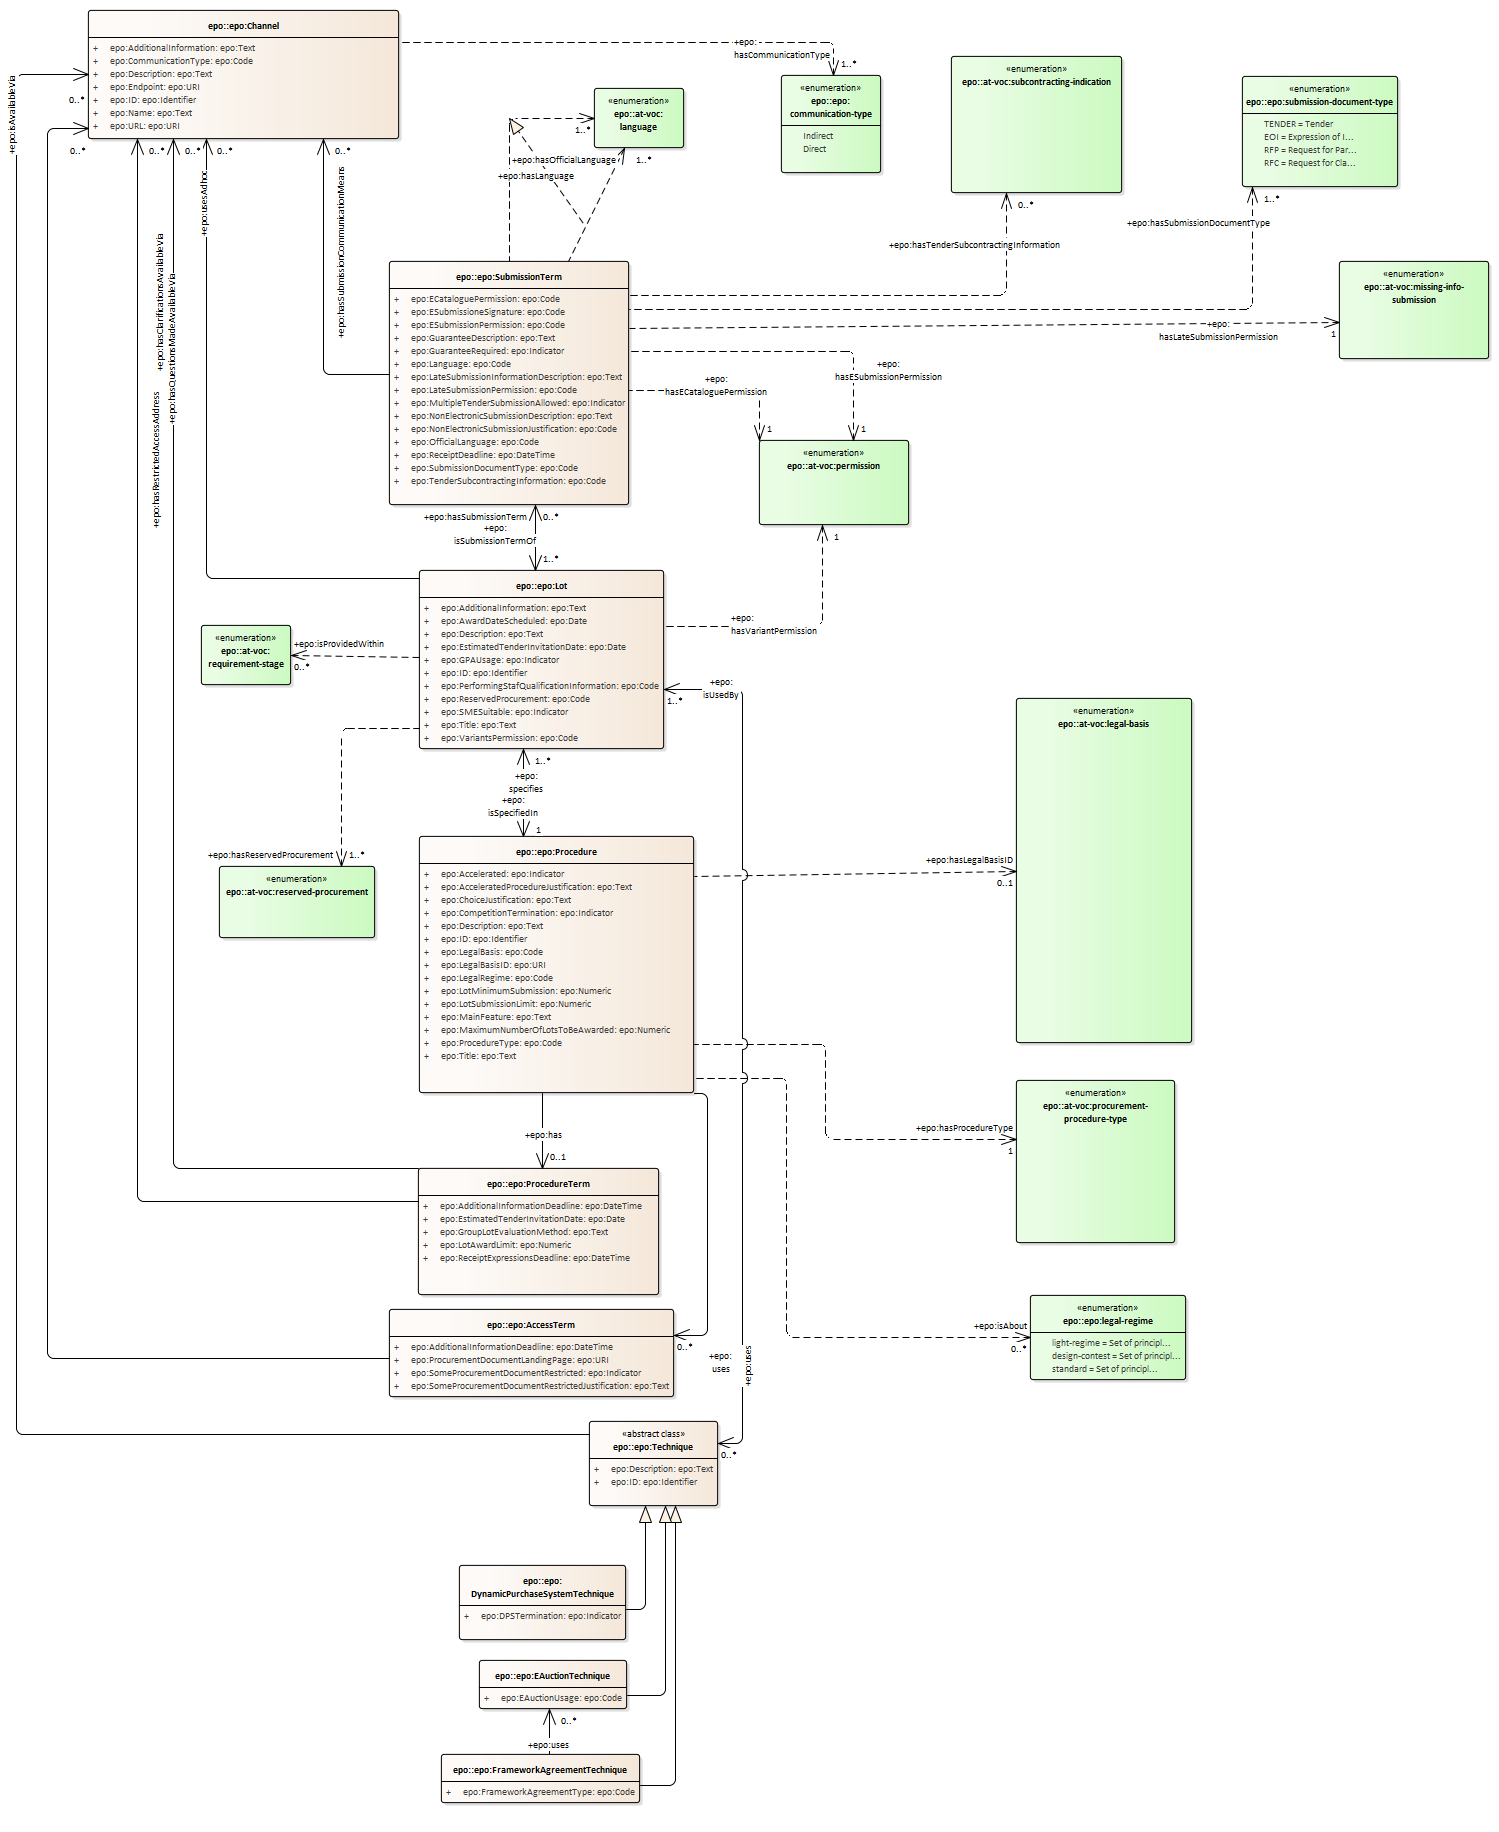 epo::epo:Channel
+ epo:AdditionalInformation: epo:Text
+ epo:CommunicationType: epo:Code
+ epo:Description: epo:Text
+ epo:Endpoint: epo:URI
+ epo:ID: epo:Identifier
+ epo:Name: epo:Text
+ epo:URL: epo:URI
+epo:isAvailableVia
0..*
0..*
0..*
0..*
0..*
0..*
+epo:usesAdhoc
+epo:hasSubmissionCommunicationMeans
+epo:hasClarificationsAvailableVia
+epo:hasQuestionsMadeAvailableVia
+epo:hasRestrictedAccessAddress
+epo:
hasCommunicationType
1..*
«enumeration»
epo::epo:
communication-type
Indirect
Direct
«enumeration»
epo::at-voc:
language
1..*
1..*
+epo:hasOfficialLanguage
+epo:hasLanguage
«enumeration»
epo::at-voc:subcontracting-indication
0..*
+epo:hasTenderSubcontractingInformation
«enumeration»
epo::epo:submission-document-type
TENDER = Tender
EOI = Expression of I...
RFP = Request for Par...
RFC = Request for Cla...
1..*
+epo:hasSubmissionDocumentType
«enumeration»
epo::at-voc:missing-info-
submission
+epo:
hasLateSubmissionPermission
1
epo::epo:SubmissionTerm
+ epo:ECataloguePermission: epo:Code
+ epo:ESubmissioneSignature: epo:Code
+ epo:ESubmissionPermission: epo:Code
+ epo:GuaranteeDescription: epo:Text
+ epo:GuaranteeRequired: epo:Indicator
+ epo:Language: epo:Code
+ epo:LateSubmissionInformationDescription: epo:Text
+ epo:LateSubmissionPermission: epo:Code
+ epo:MultipleTenderSubmissionAllowed: epo:Indicator
+ epo:NonElectronicSubmissionDescription: epo:Text
+ epo:NonElectronicSubmissionJustification: epo:Code
+ epo:OfficialLanguage: epo:Code
+ epo:ReceiptDeadline: epo:DateTime
+ epo:SubmissionDocumentType: epo:Code
+ epo:TenderSubcontractingInformation: epo:Code
+epo:
hasESubmissionPermission
+epo:
hasECataloguePermission
1
1
«enumeration»
epo::at-voc:permission
1
+epo:
hasVariantPermission
+epo:hasSubmissionTerm
0..*
+epo:
isSubmissionTermOf
1..*
epo::epo:Lot
+ epo:AdditionalInformation: epo:Text
+ epo:AwardDateScheduled: epo:Date
+ epo:Description: epo:Text
+ epo:EstimatedTenderInvitationDate: epo:Date
+ epo:GPAUsage: epo:Indicator
+ epo:ID: epo:Identifier
+ epo:PerformingStafQualificationInformation: epo:Code
+ epo:ReservedProcurement: epo:Code
+ epo:SMESuitable: epo:Indicator
+ epo:Title: epo:Text
+ epo:VariantsPermission: epo:Code
«enumeration»
epo::at-voc:
requirement-stage
+epo:isProvidedWithin
0..*
+epo:
isUsedBy
1..*
1..*
+epo:
specifies
+epo:
isSpecifiedIn
1
+epo:hasReservedProcurement
1..*
«enumeration»
epo::at-voc:reserved-procurement
epo::epo:Procedure
+ epo:Accelerated: epo:Indicator
+ epo:AcceleratedProcedureJustification: epo:Text
+ epo:ChoiceJustification: epo:Text
+ epo:CompetitionTermination: epo:Indicator
+ epo:Description: epo:Text
+ epo:ID: epo:Identifier
+ epo:LegalBasis: epo:Code
+ epo:LegalBasisID: epo:URI
+ epo:LegalRegime: epo:Code
+ epo:LotMinimumSubmission: epo:Numeric
+ epo:LotSubmissionLimit: epo:Numeric
+ epo:MainFeature: epo:Text
+ epo:MaximumNumberOfLotsToBeAwarded: epo:Numeric
+ epo:ProcedureType: epo:Code
+ epo:Title: epo:Text
«enumeration»
epo::at-voc:legal-basis
+epo:hasLegalBasisID
0..1
«enumeration»
epo::at-voc:procurement-
procedure-type
+epo:hasProcedureType
1
«enumeration»
epo::epo:legal-regime
light-regime = Set of principl...
design-contest = Set of principl...
standard = Set of principl...
+epo:isAbout
0..*
+epo:has
0..1
epo::epo:ProcedureTerm
+ epo:AdditionalInformationDeadline: epo:DateTime
+ epo:EstimatedTenderInvitationDate: epo:Date
+ epo:GroupLotEvaluationMethod: epo:Text
+ epo:LotAwardLimit: epo:Numeric
+ epo:ReceiptExpressionsDeadline: epo:DateTime
epo::epo:AccessTerm
+ epo:AdditionalInformationDeadline: epo:DateTime
+ epo:ProcurementDocumentLandingPage: epo:URI
+ epo:SomeProcurementDocumentRestricted: epo:Indicator
+ epo:SomeProcurementDocumentRestrictedJustification: epo:Text
0..*
+epo:
uses
+epo:uses
«abstract class»
epo::epo:Technique
+ epo:Description: epo:Text
+ epo:ID: epo:Identifier
0..*
epo::epo:
DynamicPurchaseSystemTechnique
+ epo:DPSTermination: epo:Indicator
epo::epo:EAuctionTechnique
+ epo:EAuctionUsage: epo:Code
0..*
+epo:uses
epo::epo:FrameworkAgreementTechnique
+ epo:FrameworkAgreementType: epo:Code